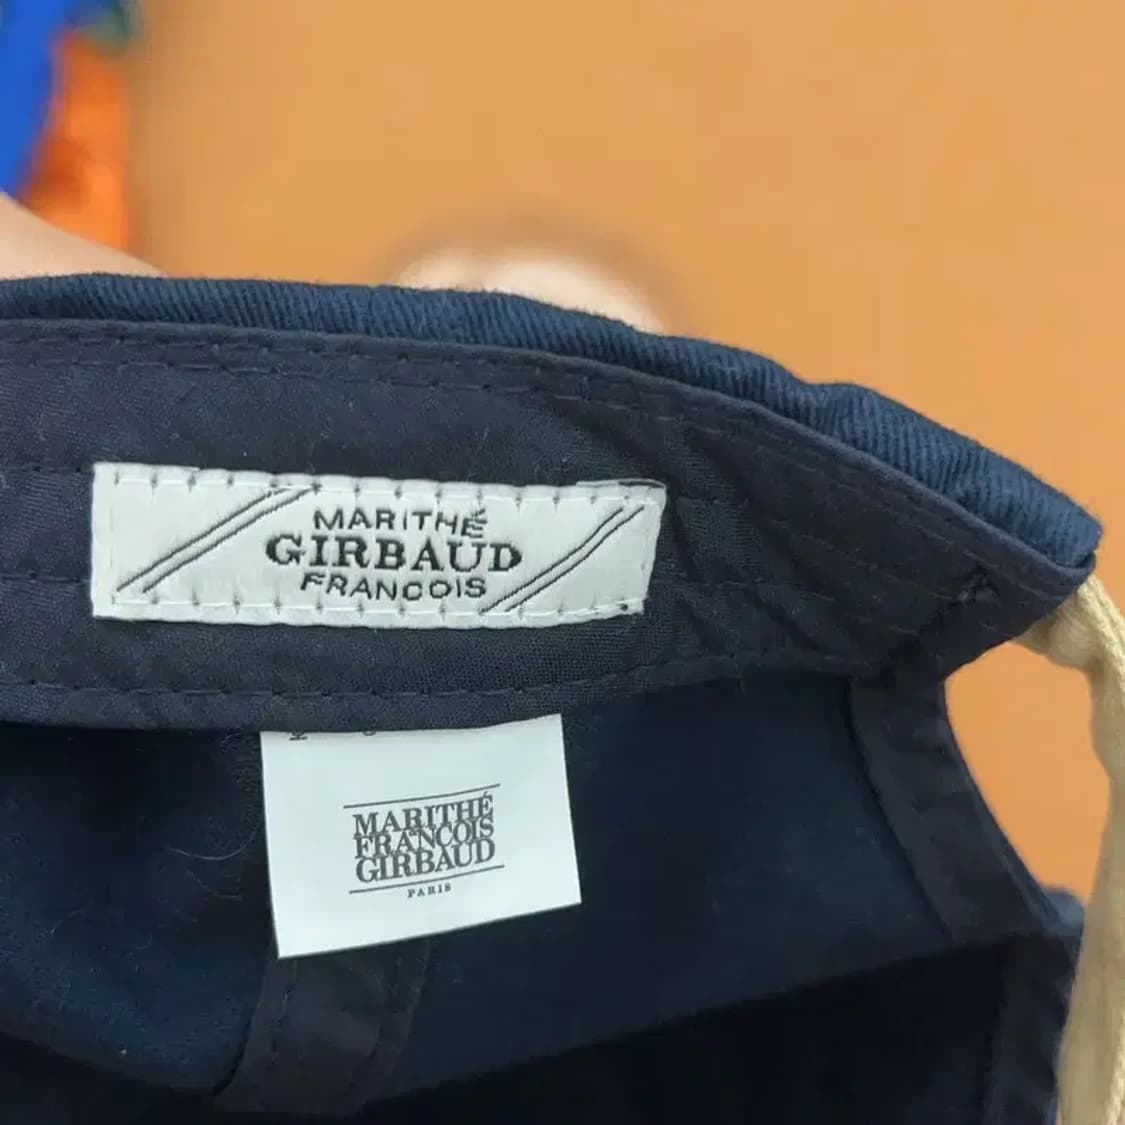 MARITHÉ
GIRBAUD
FRANCOIS
MARITHÉ
FRANCOIS
GIRBAUD
PARIS